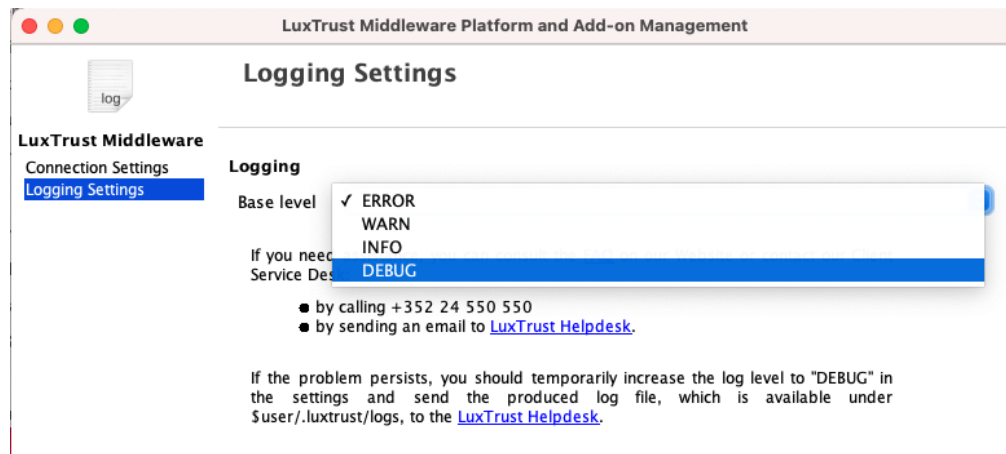 LuxTrust Middleware Platform and Add-on Management
log
LuxTrust Middleware
Connection Settings
Logging Settings
Logging Settings
Logging
Base level
✓ ERROR
WARN
INFO
DEBUG
If you need
Service Des
by calling +352 24 550 550
by sending an email to LuxTrust Helpdesk.
If the problem persists, you should temporarily increase the log level to "DEBUG" in
the settings and send the produced log file, which is available under
$user/.luxtrust/logs, to the LuxTrust Helpdesk.